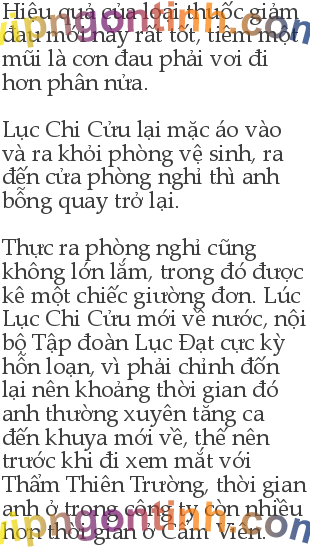 Hiệu quả của loại thuốc giảm
đau mới này rất tốt, tiêm một
mũi là cơn đau phải vơi đi
hơn phân nửa.
Lục Chi Cửu lại mặc áo vào
và ra khỏi phòng vệ sinh, ra
đến cửa phòng nghỉ thì anh
bỗng quay trở lại.
Thực ra phòng nghỉ cũng
không lớn lắm, trong đó được
kê một chiếc giường đơn. Lúc
Lục Chi Cửu mới về nước, nội
bộ Tập đoàn Lục Đạt cực kỳ
hỗn loạn, vì phải chỉnh đốn
lại nên khoảng thời gian đó
anh thường xuyên tăng ca
đến khuya mới về, thế nên
trước khi đi xem mắt với
Thẩm Thiên Trường, thời gian
anh ở trong công ty còn nhiều
hơn thời gian ở Cẩm Viên.
vipngontinh.com
vipngontinh.com